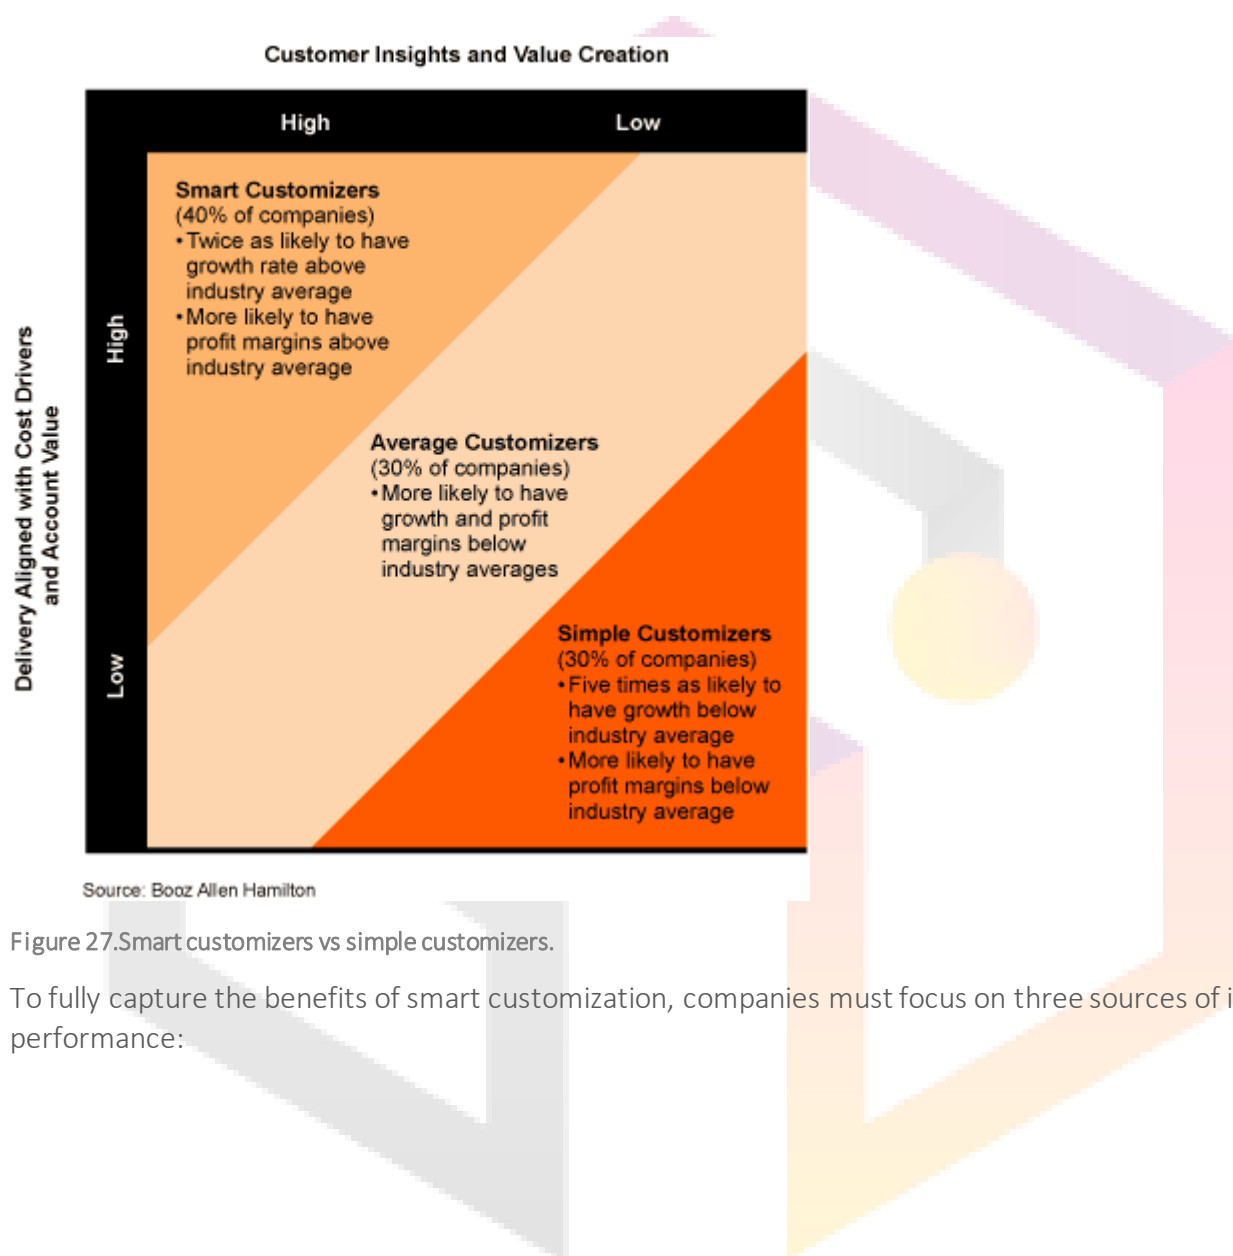 Customer Insights and Value Creation
High Low
Smart Customizers
(40% of companies)
•Twice as likely to have
growth rate above
industry average
•More likely to have
profit margins above
industry average
High
Delivery Aligned with Cost Drivers
and Account Value
Average Customizers
(30% of companies)
•More likely to have
growth and profit
margins below
industry averages
Low
Simple Customizers
(30% of companies)
•Five times as likely to
have growth below
industry average
•More likely to have
profit margins below
industry average
Source: Booz Allen Hamilton
Figure 27.Smart customizers vs simple customizers.
To fully capture the benefits of smart customization, companies must focus on three sources of
performance: